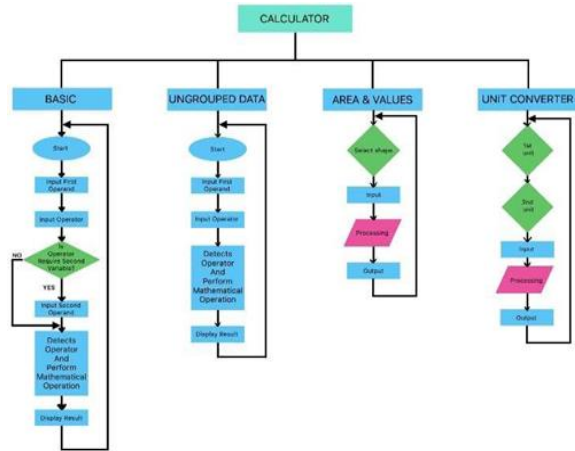 CALCULATOR
BASIC
UNGROUPED DATA
AREA & VALUES
UNIT CONVERTER
Start
Input First
Operand
Input Operator
Is
Operator
Require Second
Variable?
NO
YES
Input Second
Operand
Detects
Operator
And
Perform
Mathematical
Operation
Display Result
Start
Input First
Operand
Input Operator
Detects
Operator
And
Perform
Mathematical
Operation
Display Result
Select shape
Input
Processing
Output
1st
unit
2nd
unit
Input
Processing
Output